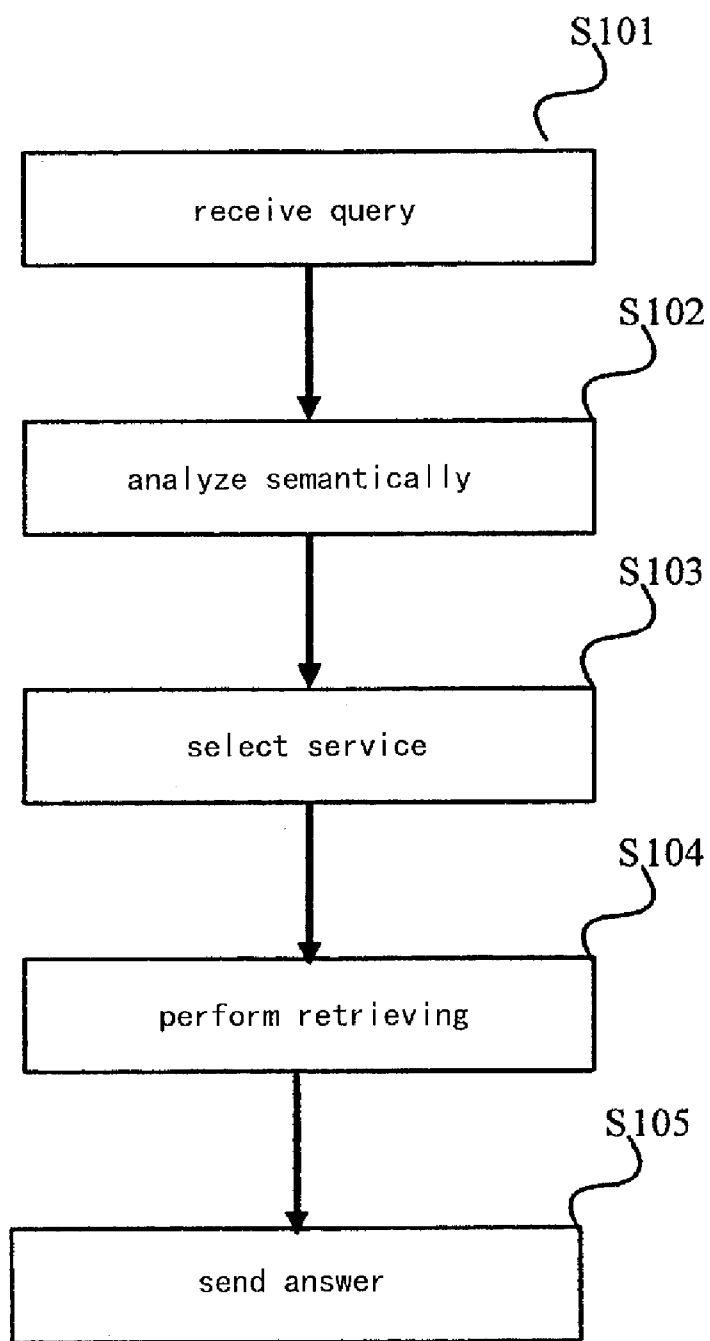 S101
receive query
S102
analyze semantically
S103
select service
S104
perform retrieving
S105
send answer